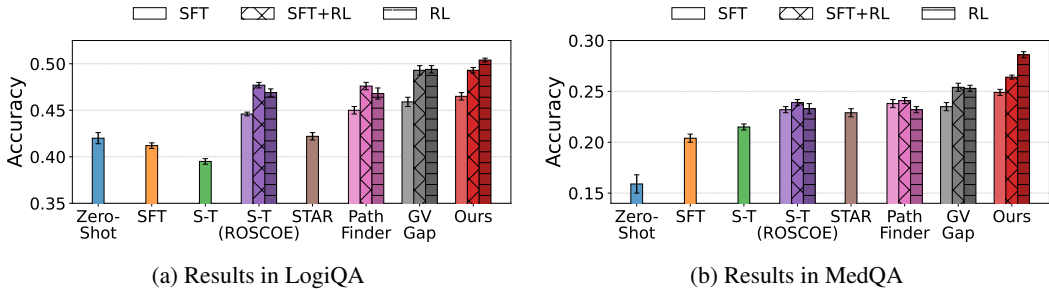 SFT SFT+RL RL
Accuracy
0.50
0.45
0.40
0.35
Zero-Shot SFT S-T S-T (ROSCOE) STAR Path Finder GV Gap Ours
(a) Results in LogiQA
SFT SFT+RL RL
Accuracy
0.30
0.25
0.20
0.15
Zero-Shot SFT S-T S-T (ROSCOE) STAR Path Finder GV Gap Ours
(b) Results in MedQA